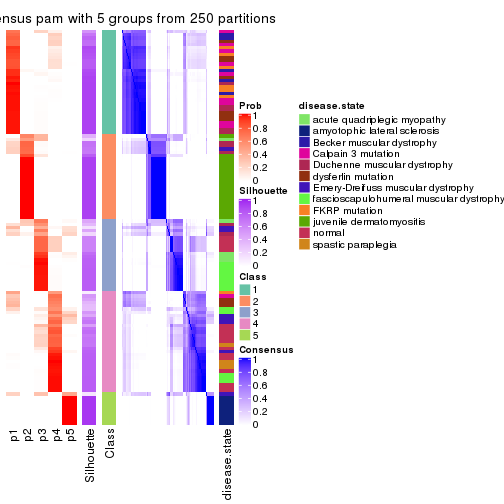 ensus pam with 5 groups from 250 partitions
Prob
1
0.8
0.6
0.4
0.2
0
Silhouette
1
0.8
0.6
0.4
0.2
0
Class
1
2
3
4
5
Consensus
1
0.8
0.6
0.4
0.2
0
disease.state
acute quadriplegic myopathy
amyotophic lateral sclerosis
Becker muscular dystrophy
Calpain 3 mutation
Duchenne muscular dystrophy
dysferlin mutation
Emery-Dreifuss muscular dystrophy
fascioscapulohumeral muscular dystrophy
FKRP mutation
juvenile dermatomyositis
normal
spastic paraplegia
p1
p2
p3
p4
p5
Silhouette
Class
disease.state